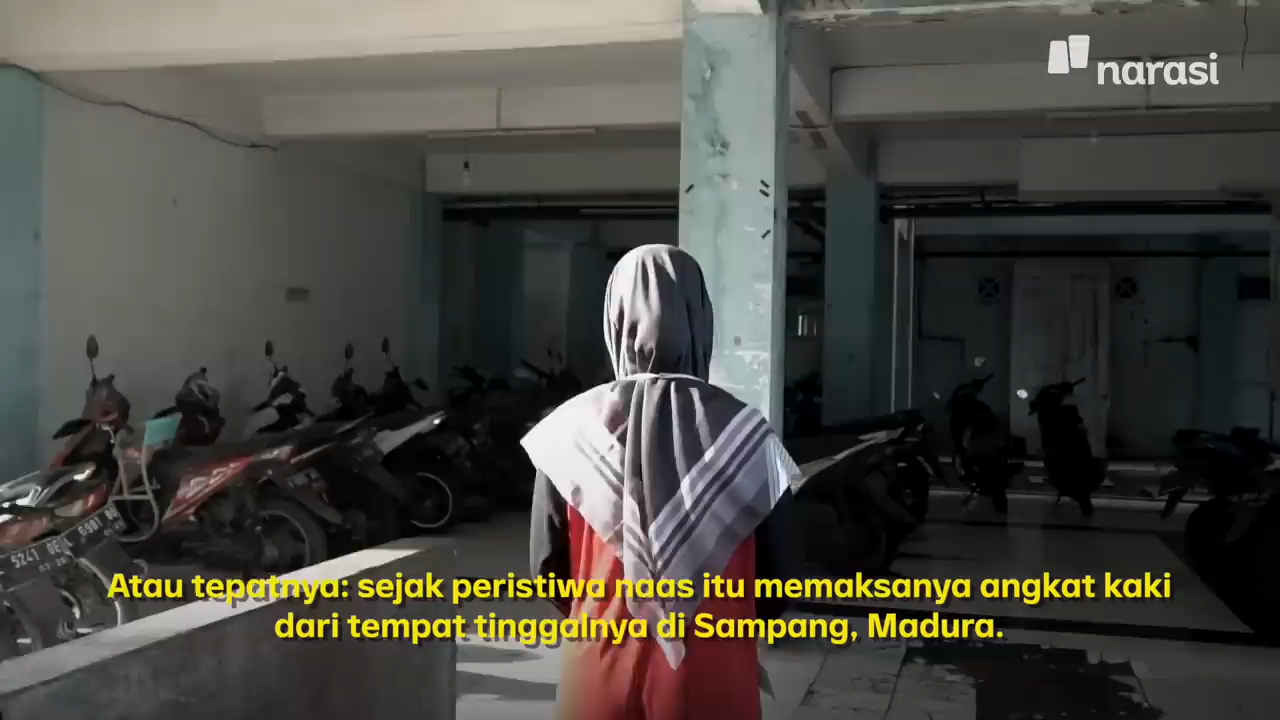 narasi
Atau tepatnya: sejak peristiwa naas itu memaksanya angkat kaki
dari tempat tinggalnya di Sampang, Madura.